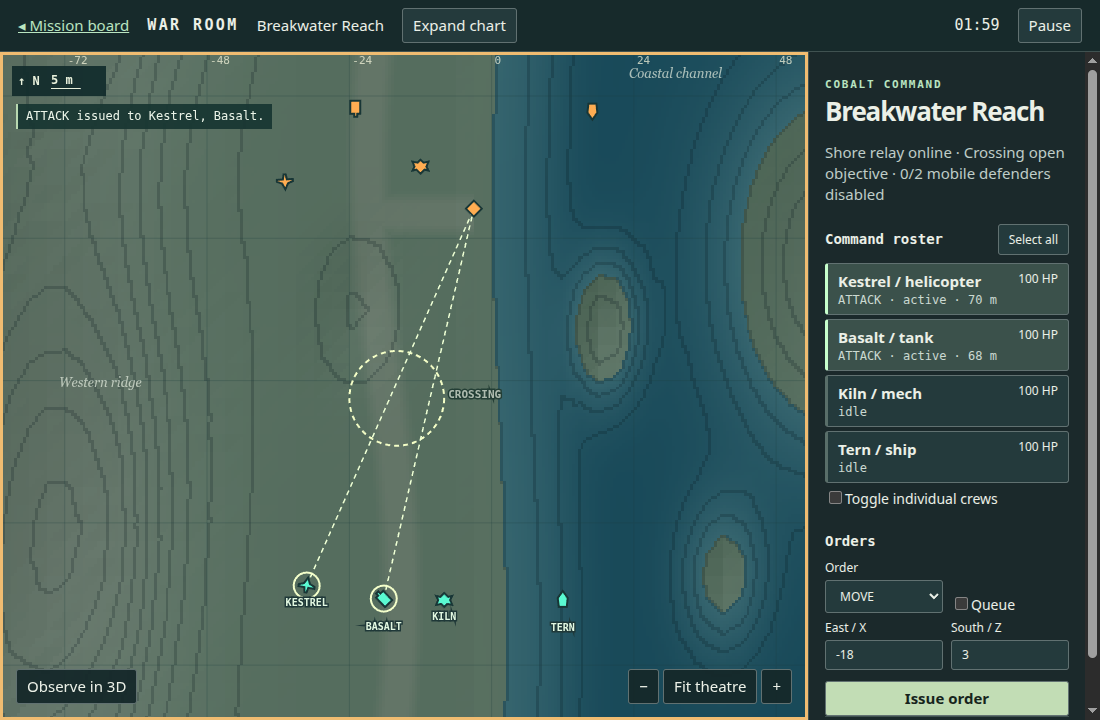 ◂ Mission board WAR ROOM Breakwater Reach Expand chart 01:59 Pause
-72 -48 -24 0 24 48
↑ N 5 m
Coastal channel
ATTACK issued to Kestrel, Basalt.
CROSSING
Western ridge
KESTREL
BASALT
KILN
TERN
Observe in 3D
− Fit theatre +
COBALT COMMAND
Breakwater Reach
Shore relay online · Crossing open
objective · 0/2 mobile defenders
disabled
Command roster Select all
Kestrel / helicopter 100 HP
ATTACK · active · 70 m
Basalt / tank 100 HP
ATTACK · active · 68 m
Kiln / mech 100 HP
idle
Tern / ship 100 HP
idle
Toggle individual crews
Orders
Order
MOVE Queue
East / X South / Z
-18 3
Issue order